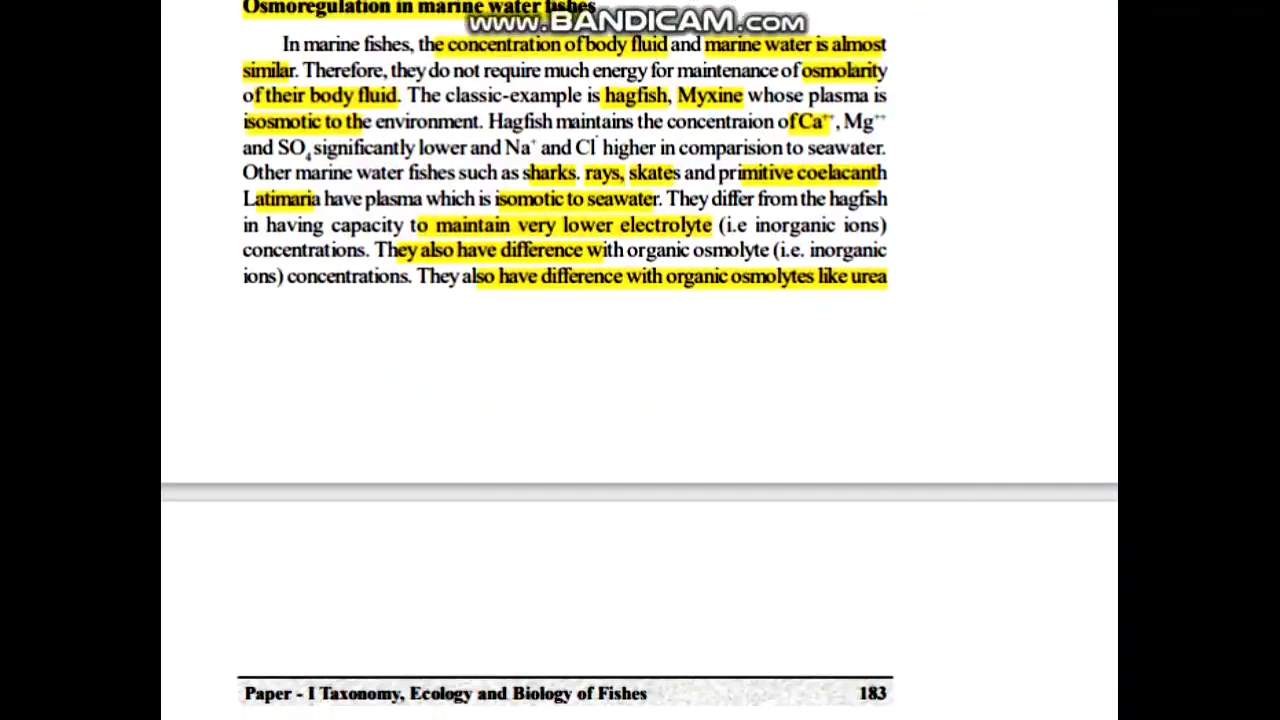 Osmoregulation in marine water fishes
www.BANDICAM.com
In marine fishes, the concentration of body fluid and marine water is almost
similar. Therefore, they do not require much energy for maintenance of osmolarity
of their body fluid. The classic-example is hagfish, Myxine whose plasma is
isosmotic to the environment. Hagfish maintains the concentraion of Ca⁺⁺, Mg⁺⁺
and SO₄ significantly lower and Na⁺ and Cl⁻ higher in comparision to seawater.
Other marine water fishes such as sharks. rays, skates and primitive coelacanth
Latimaria have plasma which is isomotic to seawater. They differ from the hagfish
in having capacity to maintain very lower electrolyte (i.e inorganic ions)
concentrations. They also have difference with organic osmolyte (i.e. inorganic
ions) concentrations. They also have difference with organic osmolytes like urea
Paper - I Taxonomy, Ecology and Biology of Fishes 183